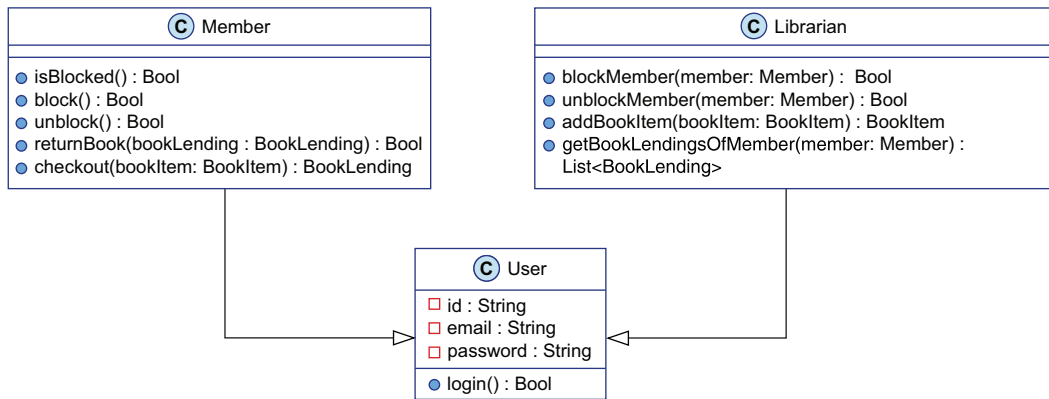 C Member
isBlocked() : Bool
block() : Bool
unblock() : Bool
returnBook(bookLending : BookLending) : Bool
checkout(bookItem: BookItem) : BookLending
C Librarian
blockMember(member: Member) : Bool
unblockMember(member: Member) : Bool
addBookItem(bookItem: BookItem) : BookItem
getBookLendingsOfMember(member: Member) :
List<BookLending>
C User
id : String
email : String
password : String
login() : Bool